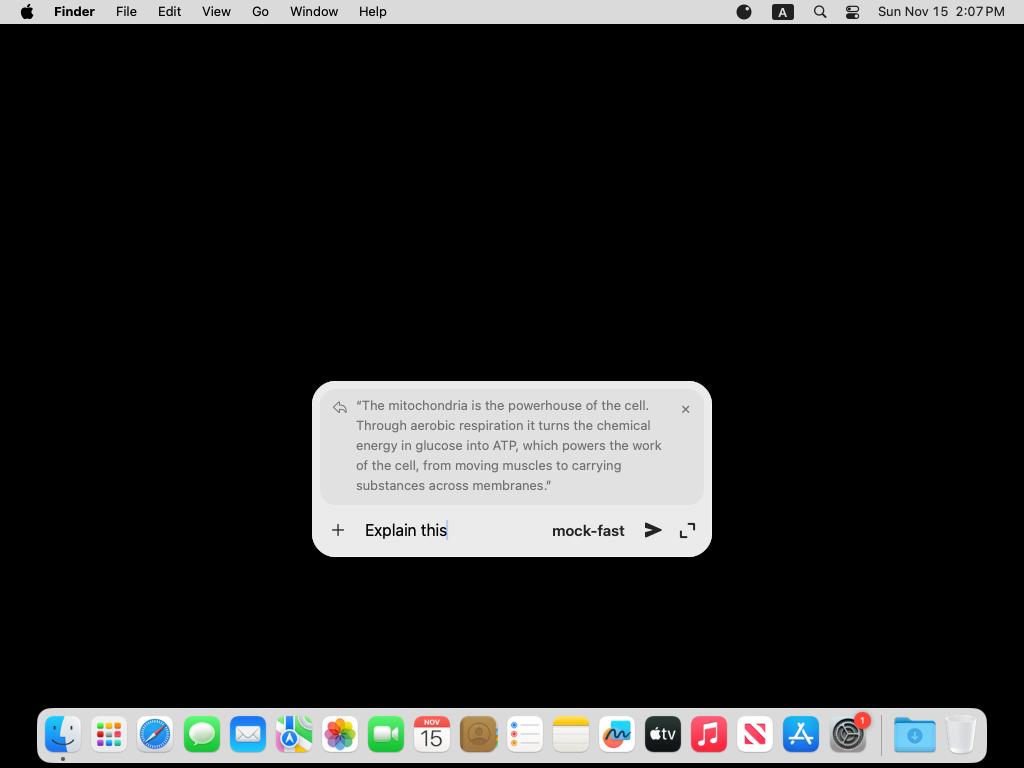 Finder File Edit View Go Window Help A Sun Nov 15 2:07 PM
“The mitochondria is the powerhouse of the cell.
Through aerobic respiration it turns the chemical
energy in glucose into ATP, which powers the work
of the cell, from moving muscles to carrying
substances across membranes.”
Explain this mock-fast
NOV
15
tv
1